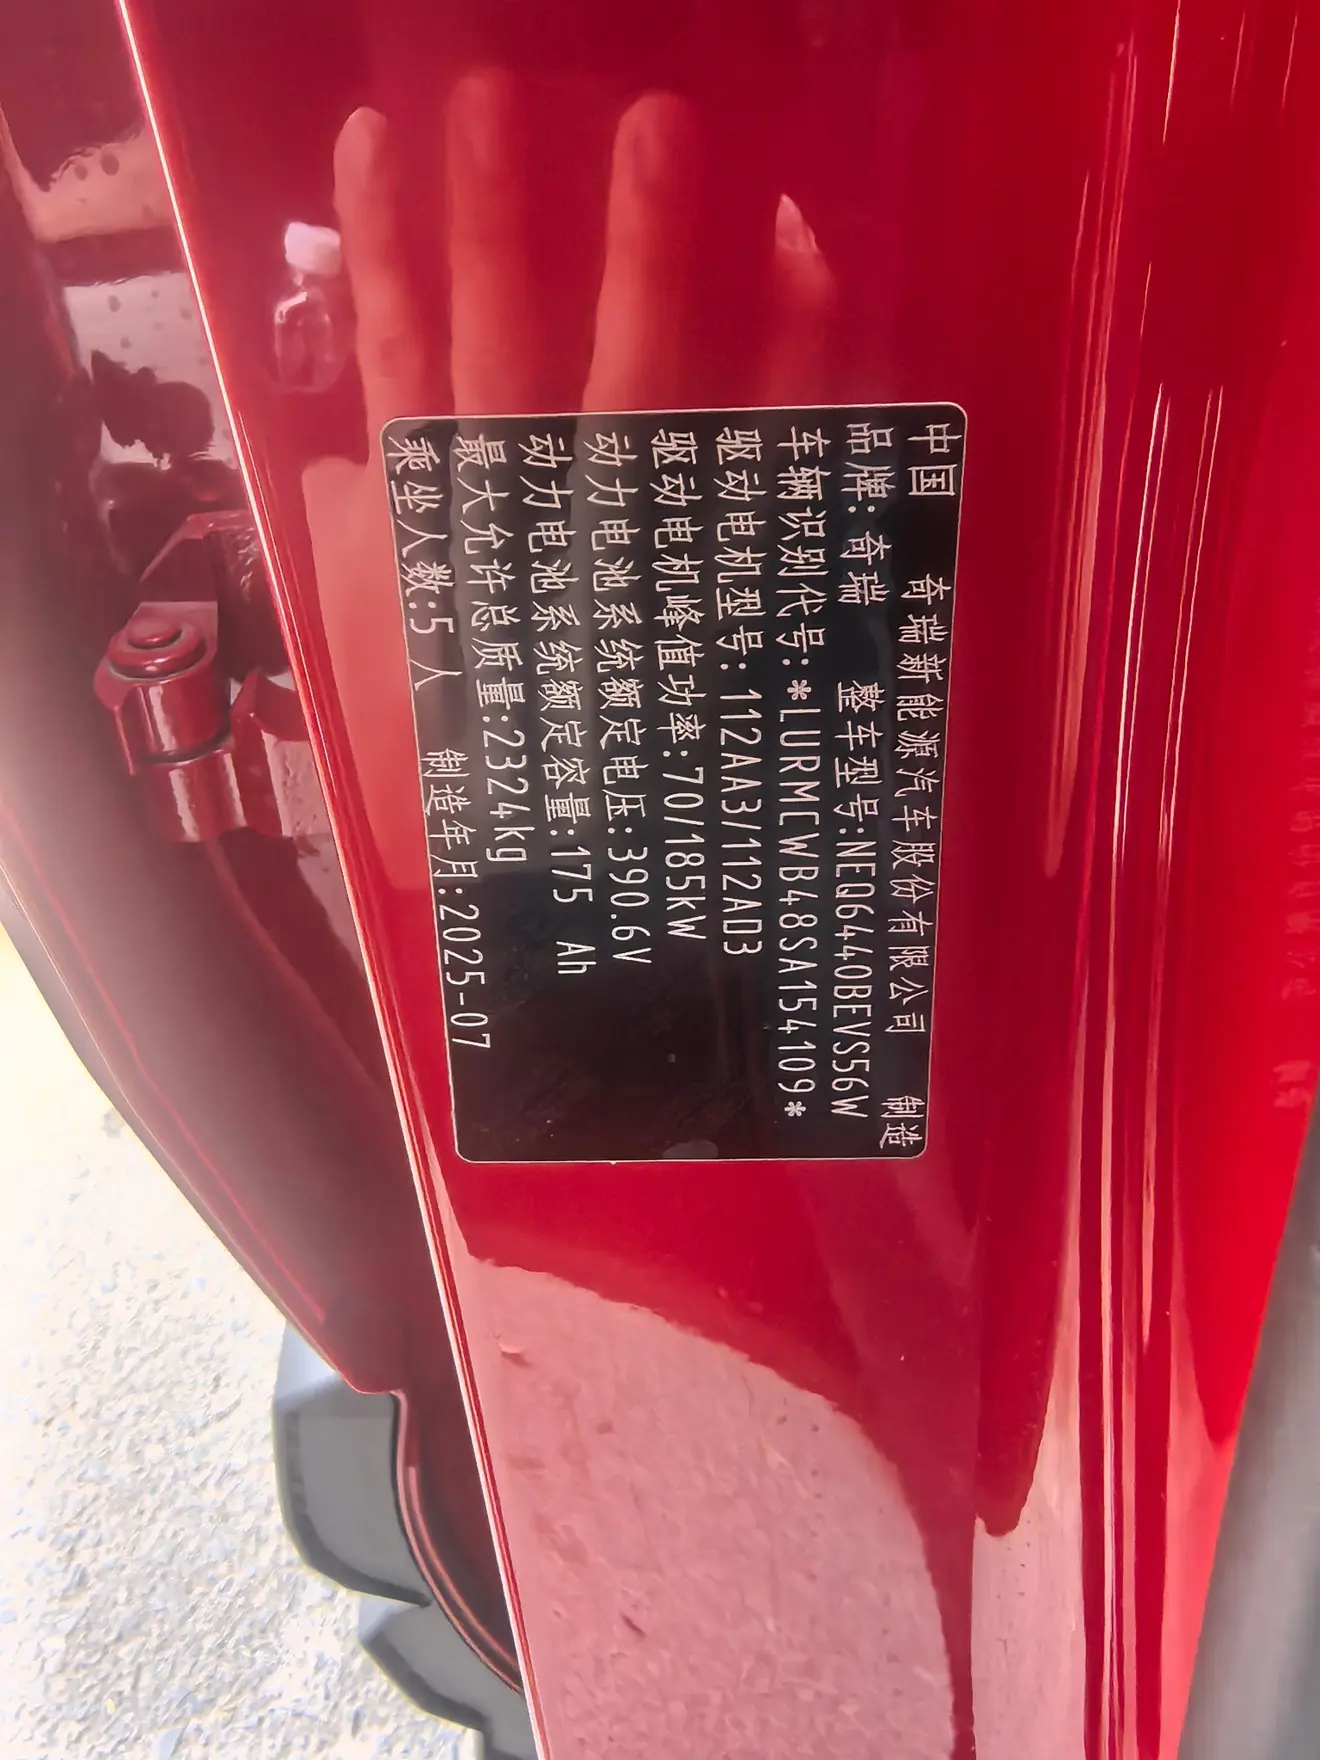 中国 奇瑞新能源汽车股份有限公司 制造
品牌:奇瑞 整车型号:NEQ6440BEVS56W
车辆识别代号:*LURMCWB48SA154109*
驱动电机型号:112AA3/112AD3
驱动电机峰值功率:70/185kW
动力电池系统额定电压:390.6V
动力电池系统额定容量:175 Ah
最大允许总质量:2324kg
乘坐人数:5 人 制造年月:2025-07